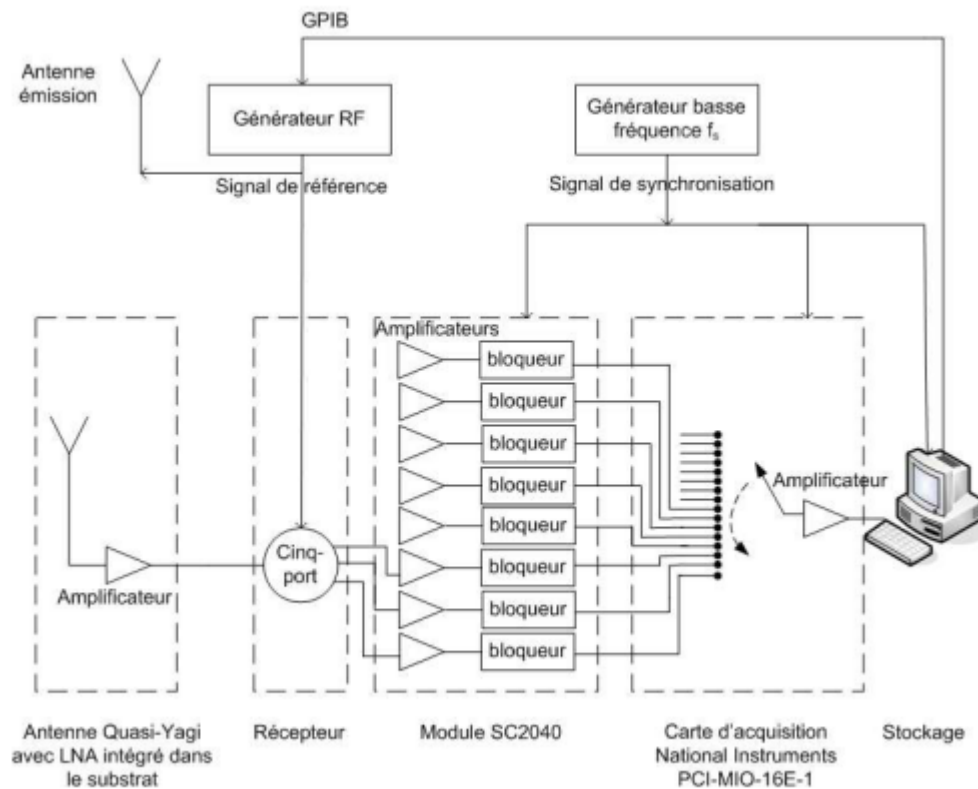 GPIB
Antenne
émission
Générateur RF
Générateur basse
fréquence fs
Signal de référence
Signal de synchronisation
Amplificateurs
bloqueur
bloqueur
bloqueur
bloqueur
bloqueur
bloqueur
bloqueur
bloqueur
Amplificateur
Cinq-
port
Amplificateur
Antenne Quasi-Yagi
avec LNA intégré dans
le substrat
Récepteur
Module SC2040
Carte d'acquisition
National Instruments
PCI-MIO-16E-1
Stockage